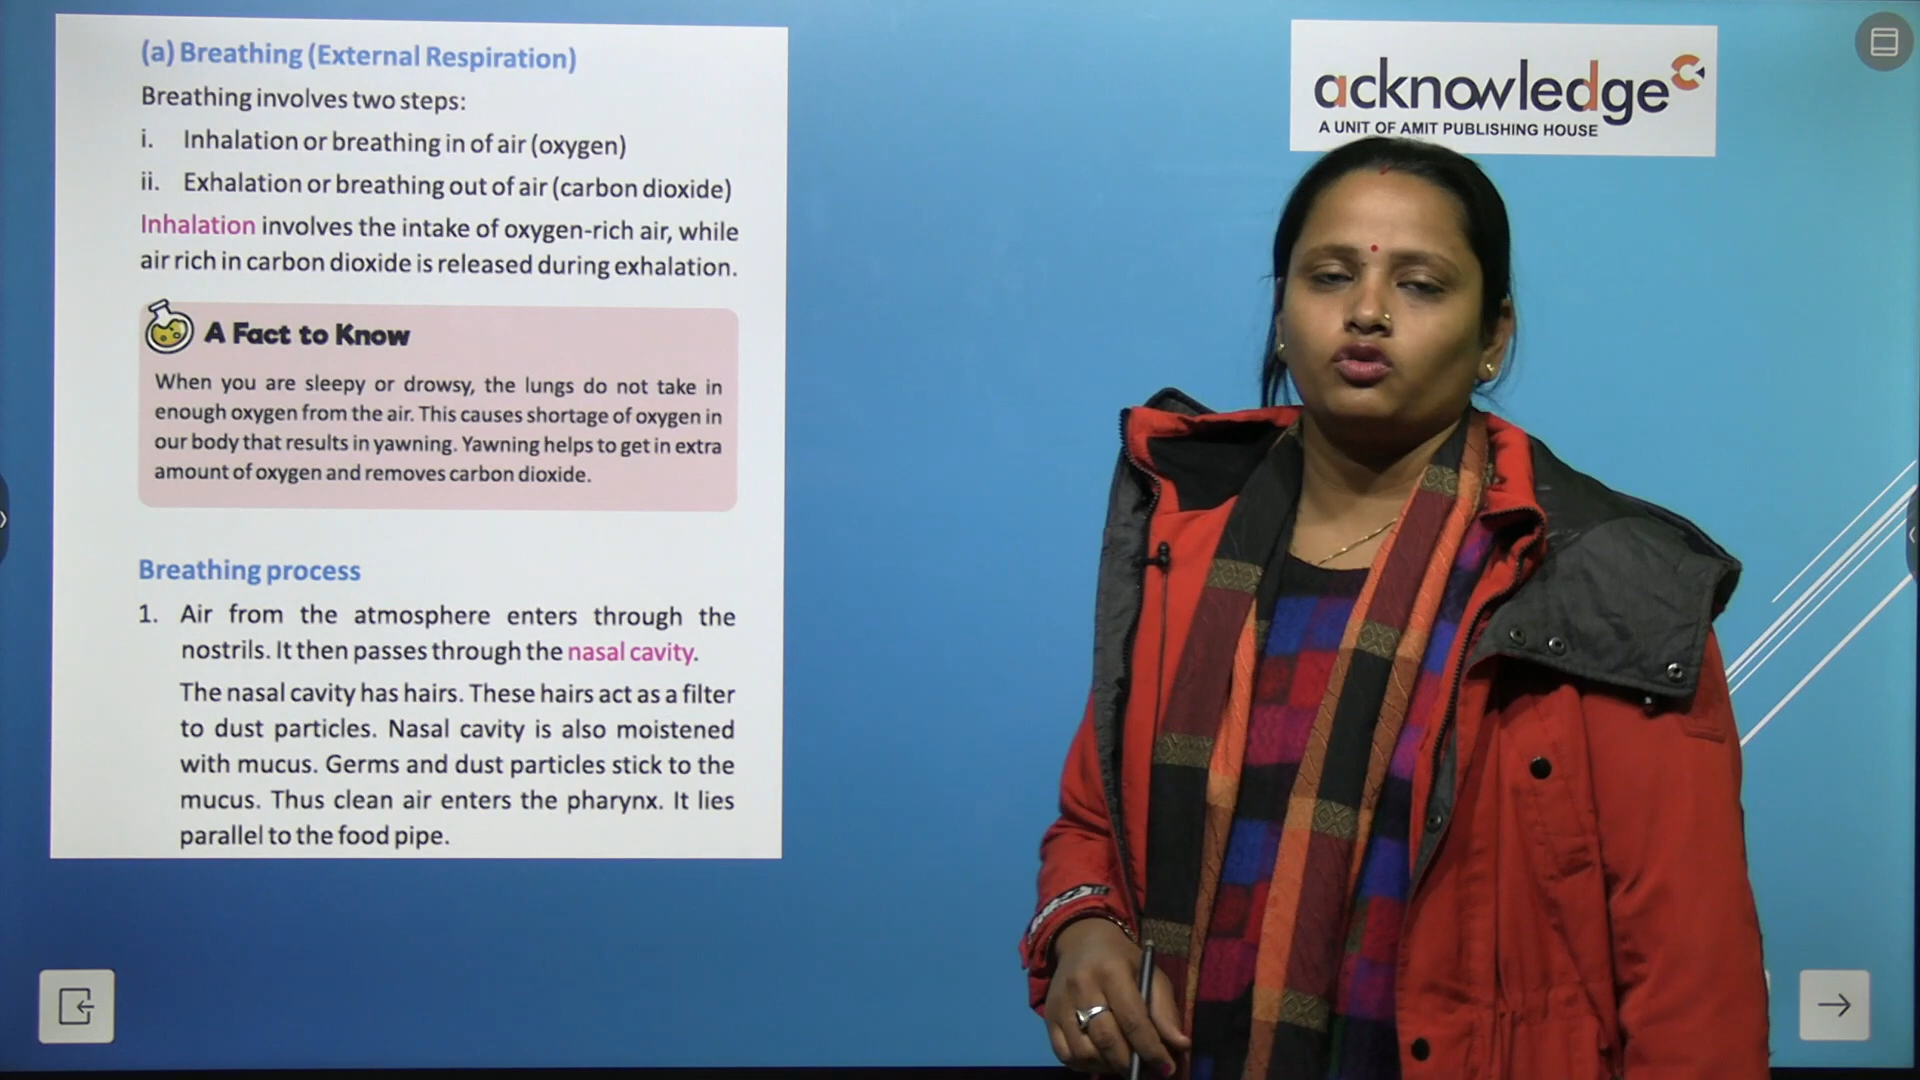 (a) Breathing (External Respiration)
Breathing involves two steps:
i. Inhalation or breathing in of air (oxygen)
ii. Exhalation or breathing out of air (carbon dioxide)
Inhalation involves the intake of oxygen-rich air, while
air rich in carbon dioxide is released during exhalation.
A Fact to Know
When you are sleepy or drowsy, the lungs do not take in
enough oxygen from the air. This causes shortage of oxygen in
our body that results in yawning. Yawning helps to get in extra
amount of oxygen and removes carbon dioxide.
Breathing process
1. Air from the atmosphere enters through the
nostrils. It then passes through the nasal cavity.
The nasal cavity has hairs. These hairs act as a filter
to dust particles. Nasal cavity is also moistened
with mucus. Germs and dust particles stick to the
mucus. Thus clean air enters the pharynx. It lies
parallel to the food pipe.
acknowledge
A UNIT OF AMIT PUBLISHING HOUSE